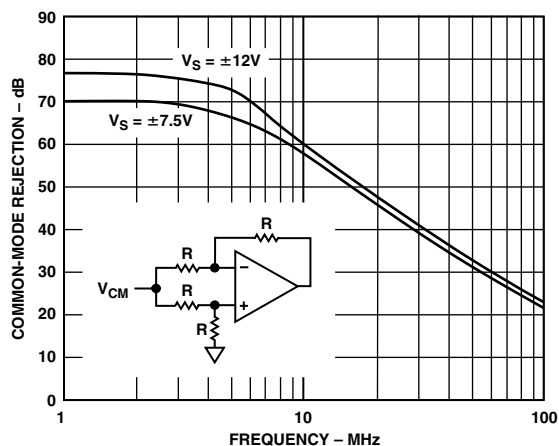 90
80
70
60
50
40
30
20
10
0
COMMON-MODE REJECTION – dB
V_S = ±12V
V_S = ±7.5V
R
R
R
R
V_CM
–
+
1
10
100
FREQUENCY – MHz